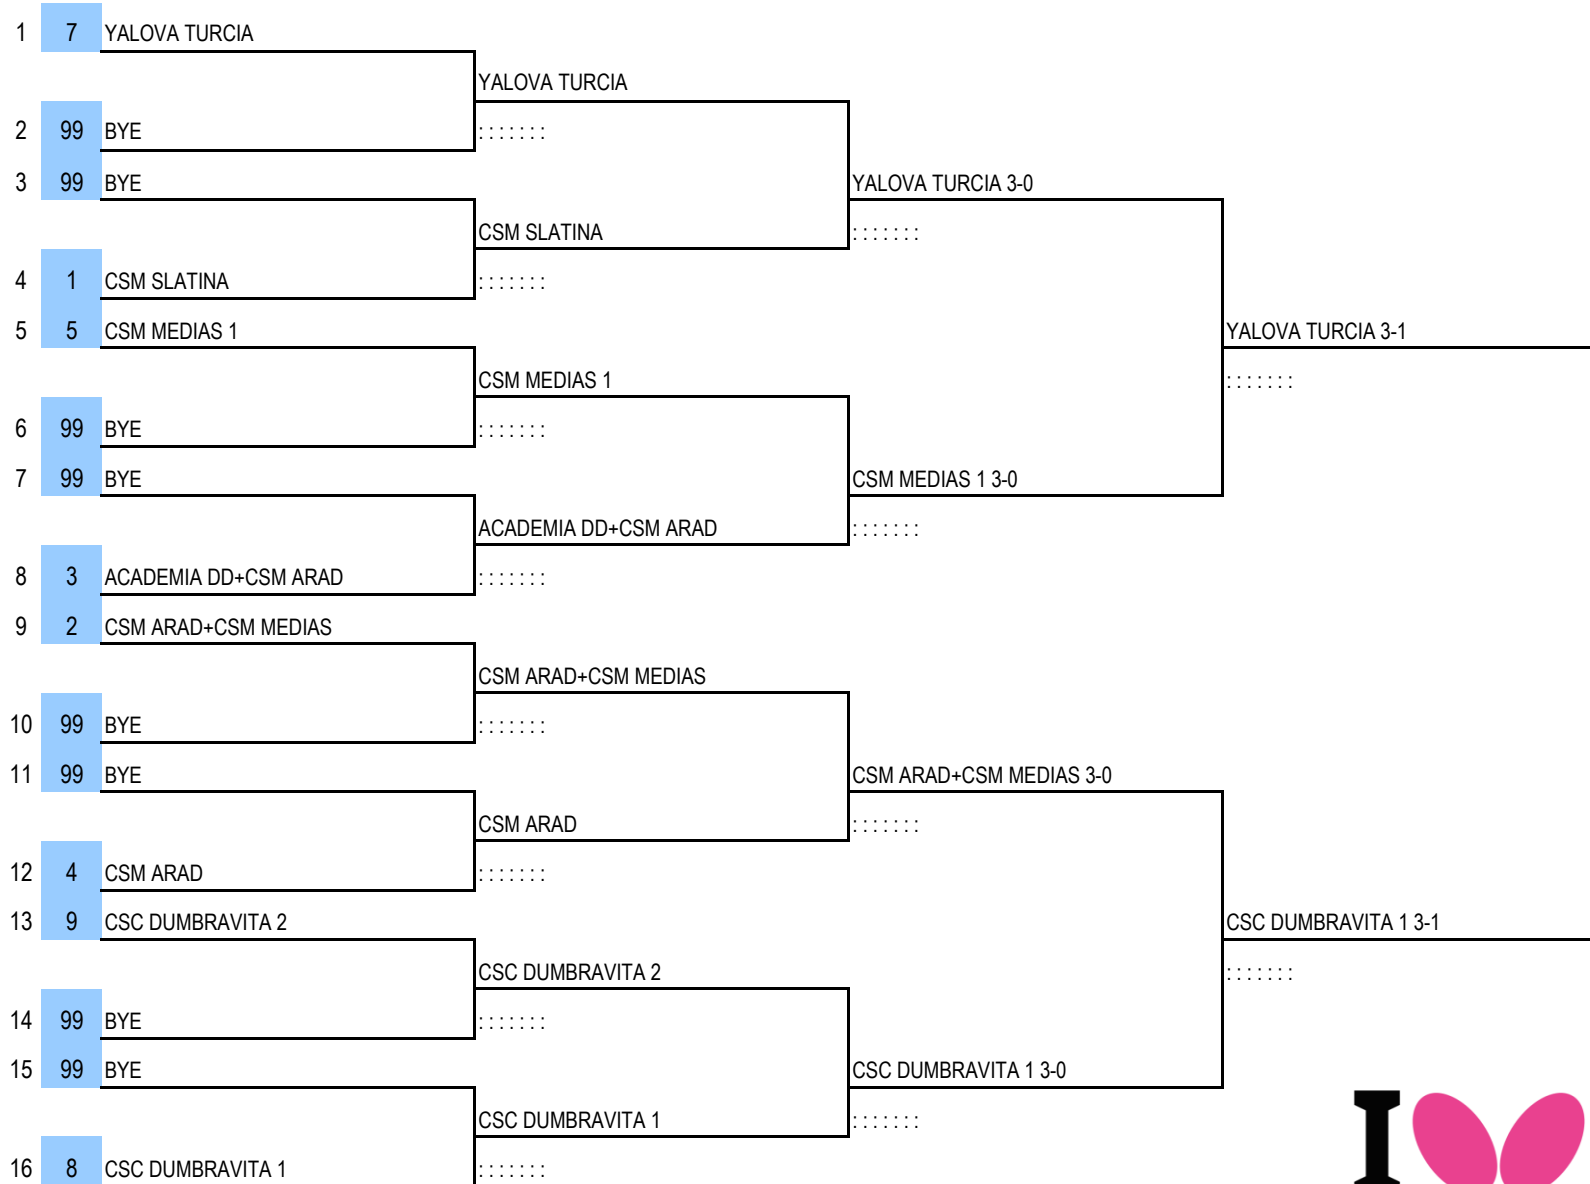 1 7 YALOVA TURCIA
YALOVA TURCIA
2 99 BYE
: : : : : : :
3 99 BYE
YALOVA TURCIA 3-0
CSM SLATINA
: : : : : : :
4 1 CSM SLATINA
: : : : : : :
5 5 CSM MEDIAS 1
YALOVA TURCIA 3-1
CSM MEDIAS 1
: : : : : : :
6 99 BYE
: : : : : : :
7 99 BYE
CSM MEDIAS 1 3-0
ACADEMIA DD+CSM ARAD
: : : : : : :
8 3 ACADEMIA DD+CSM ARAD
: : : : : : :
9 2 CSM ARAD+CSM MEDIAS
CSM ARAD+CSM MEDIAS
10 99 BYE
: : : : : : :
11 99 BYE
CSM ARAD+CSM MEDIAS 3-0
CSM ARAD
: : : : : : :
12 4 CSM ARAD
: : : : : : :
13 9 CSC DUMBRAVITA 2
CSC DUMBRAVITA 1 3-1
CSC DUMBRAVITA 2
: : : : : : :
14 99 BYE
: : : : : : :
15 99 BYE
CSC DUMBRAVITA 1 3-0
CSC DUMBRAVITA 1
: : : : : : :
16 8 CSC DUMBRAVITA 1
: : : : : : :
I